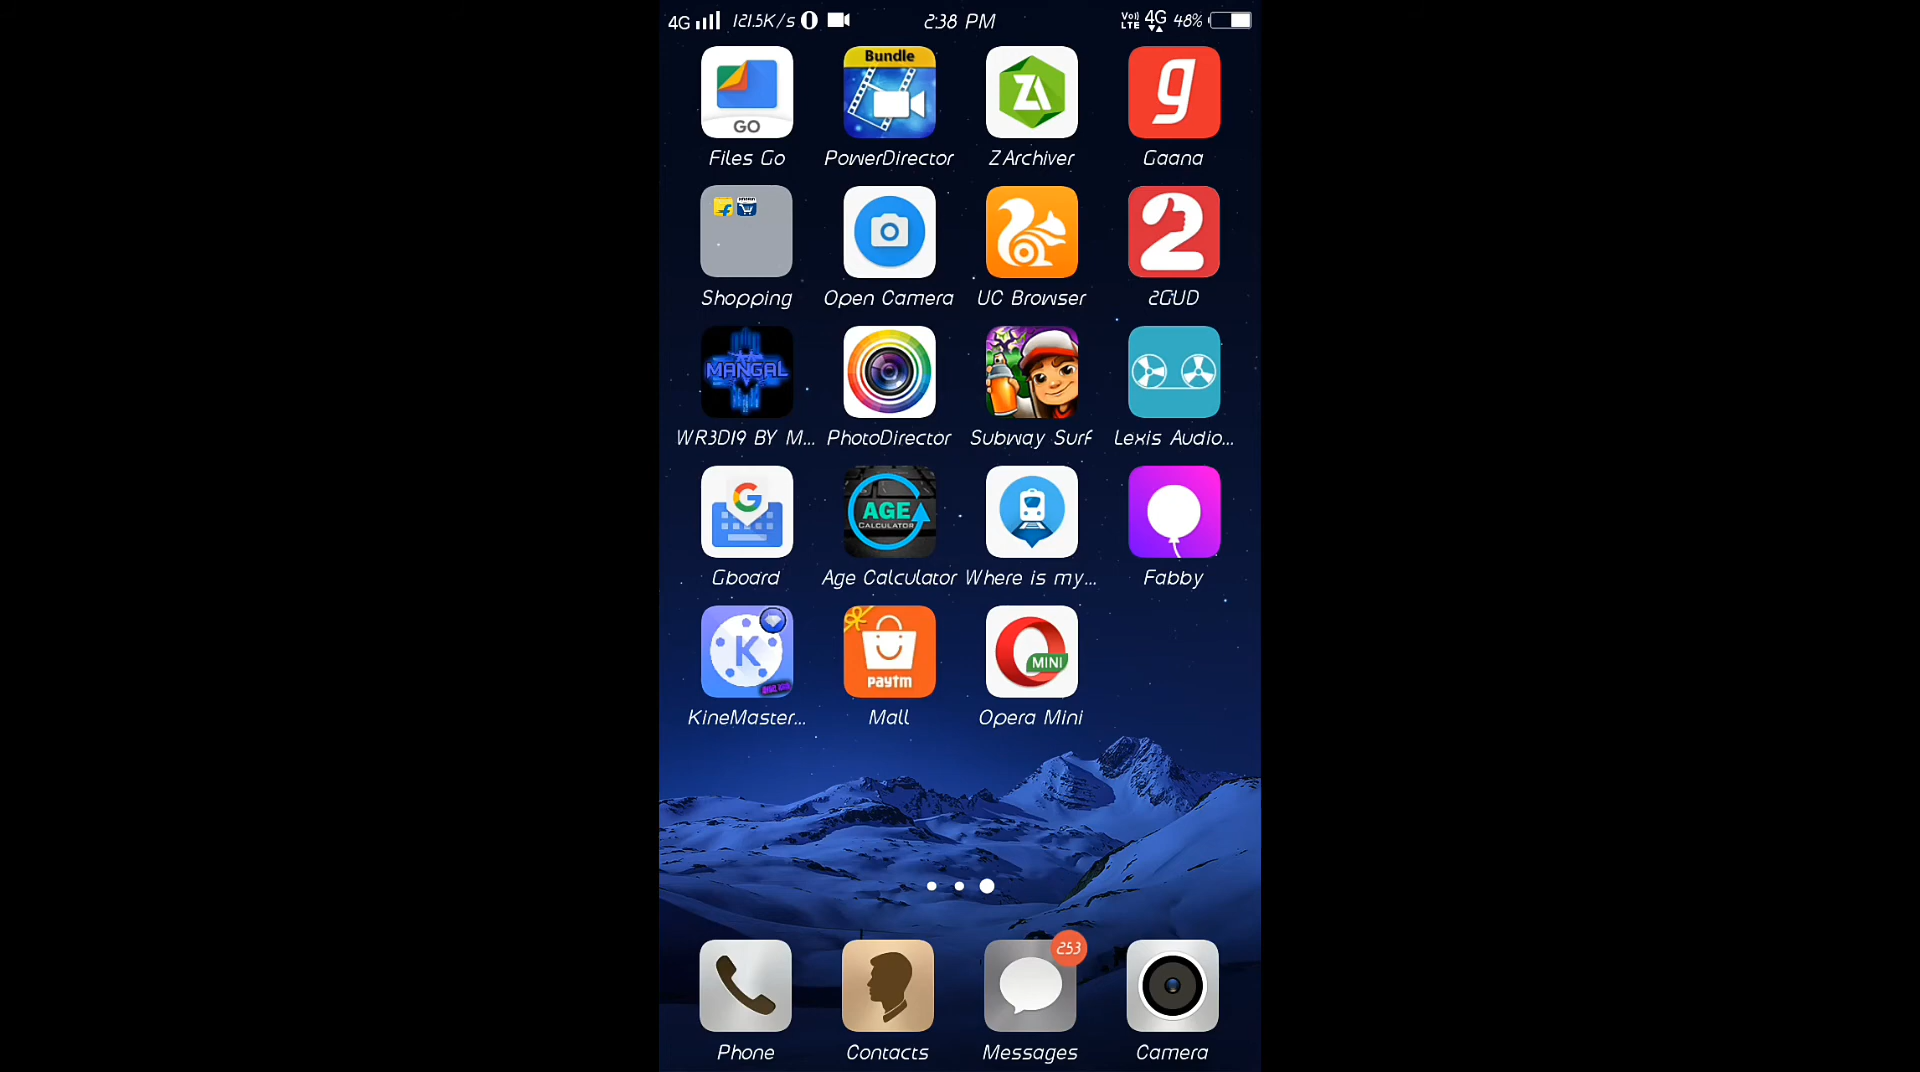 4G 121.5K/s 2:38 PM VoLTE 4G 48%
Bundle
GO
Files Go PowerDirector ZArchiver Gaana
Shopping Open Camera UC Browser 2GUD
MANGAL
WR3D19 BY M... PhotoDirector Subway Surf Lexis Audio...
AGE
CALCULATOR
Gboard Age Calculator Where is my... Fabby
K
paytm
MINI
KineMaster... Mall Opera Mini
253
Phone Contacts Messages Camera